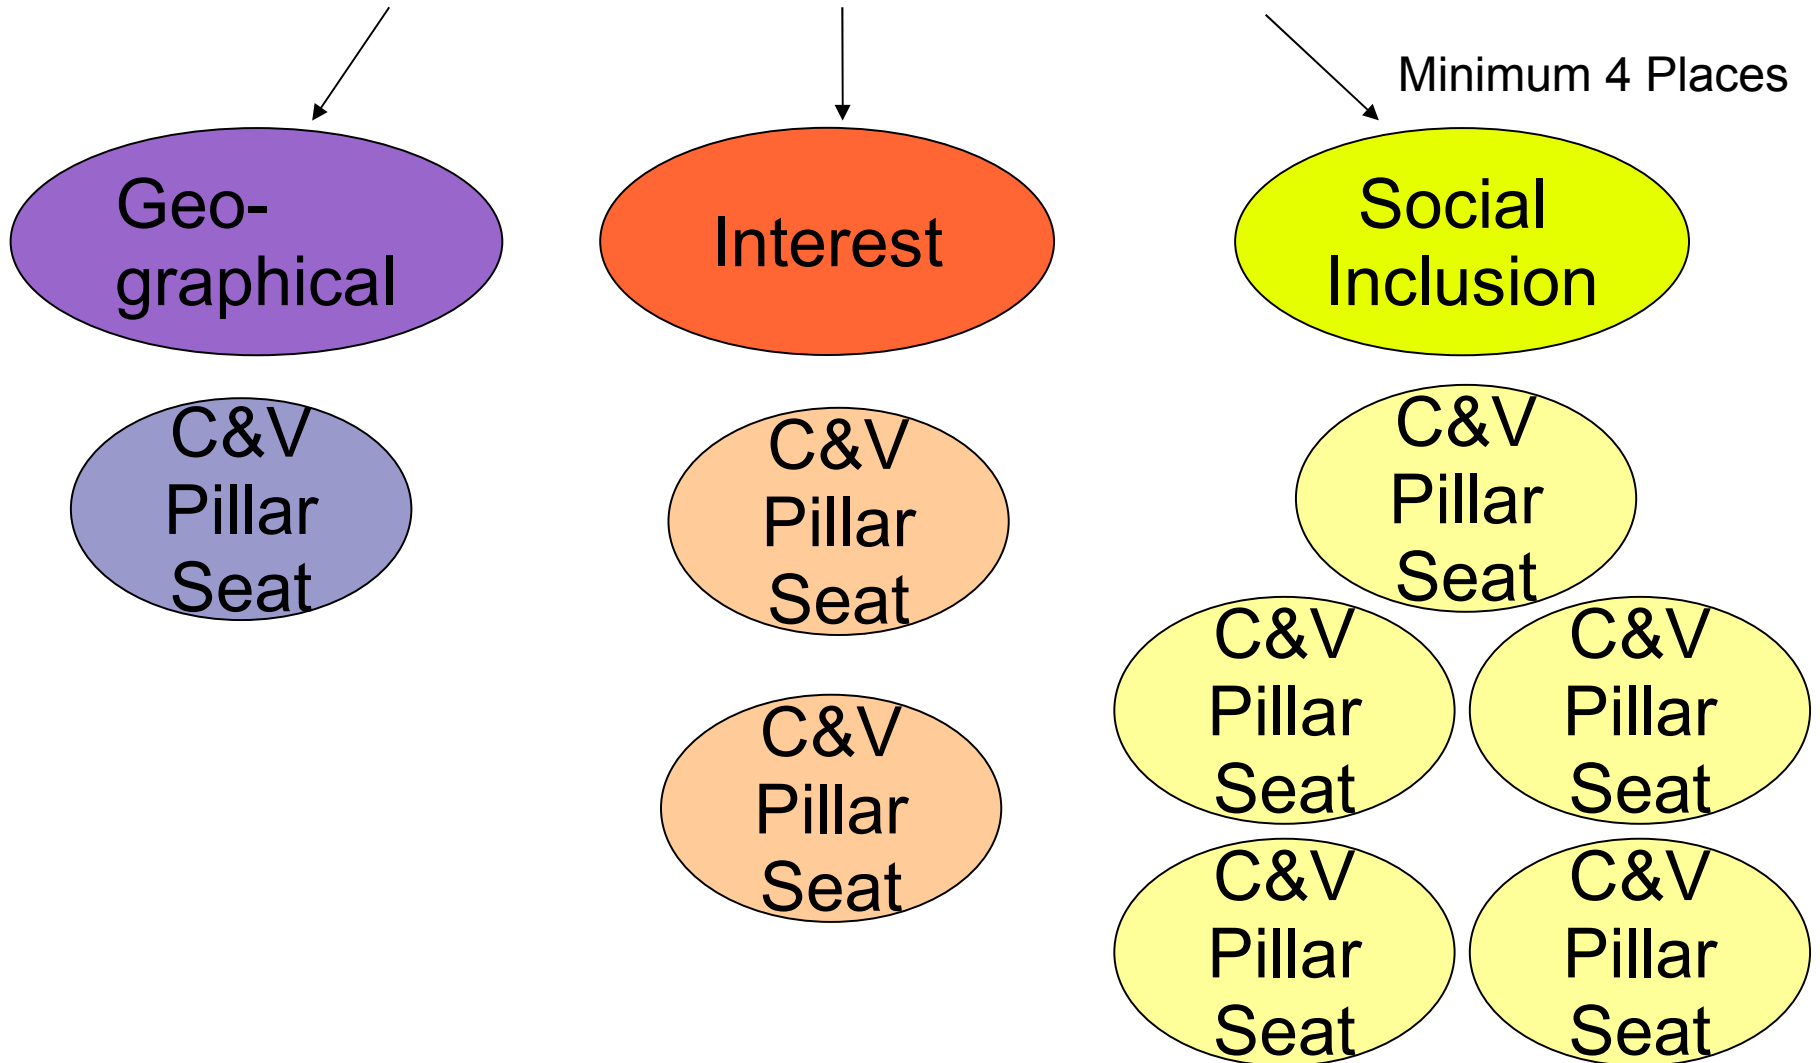 Minimum 4 Places
Geo-
graphical
Interest
Social
Inclusion
C&V
Pillar
Seat
C&V
Pillar
Seat
C&V
Pillar
Seat
C&V
Pillar
Seat
C&V
Pillar
Seat
C&V
Pillar
Seat
C&V
Pillar
Seat
C&V
Pillar
Seat